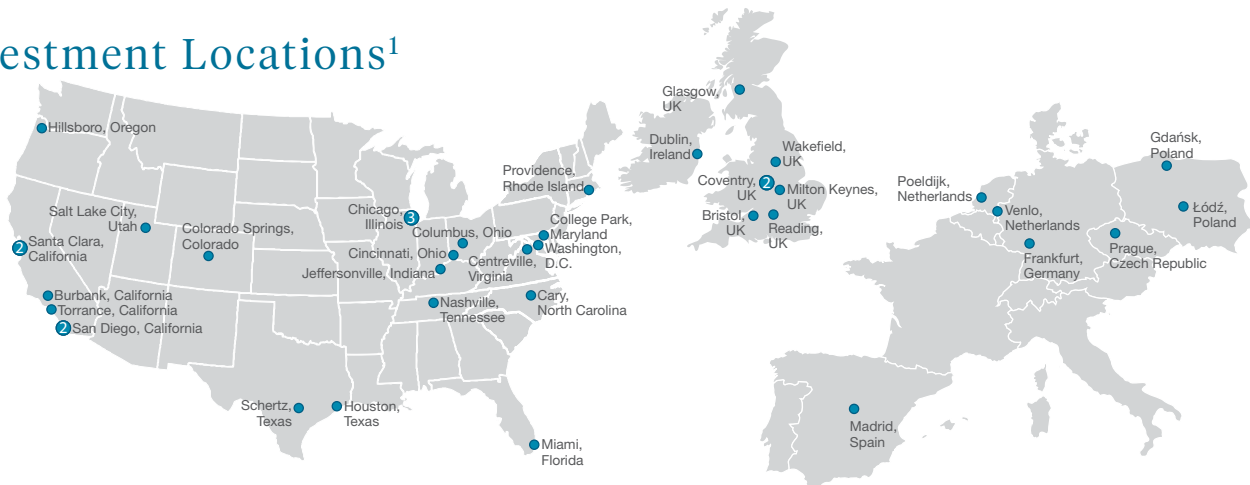 estment Locations¹
Hillsboro, Oregon
Salt Lake City,
Utah
Colorado Springs,
Colorado
2
Santa Clara,
California
Burbank, California
Torrance, California
2
San Diego, California
Schertz,
Texas
Houston,
Texas
Chicago,
Illinois
3
Columbus, Ohio
Cincinnati, Ohio
Jeffersonville, Indiana
Nashville,
Tennessee
Providence,
Rhode Island
College Park,
Maryland
Washington,
D.C.
Centreville,
Virginia
Cary,
North Carolina
Miami,
Florida
Glasgow,
UK
Dublin,
Ireland
Wakefield,
UK
Coventry,
UK
2
Milton Keynes,
UK
Bristol,
UK
Reading,
UK
Poeldijk,
Netherlands
Venlo,
Netherlands
Frankfurt,
Germany
Gdańsk,
Poland
Łódź,
Poland
Prague,
Czech Republic
Madrid,
Spain